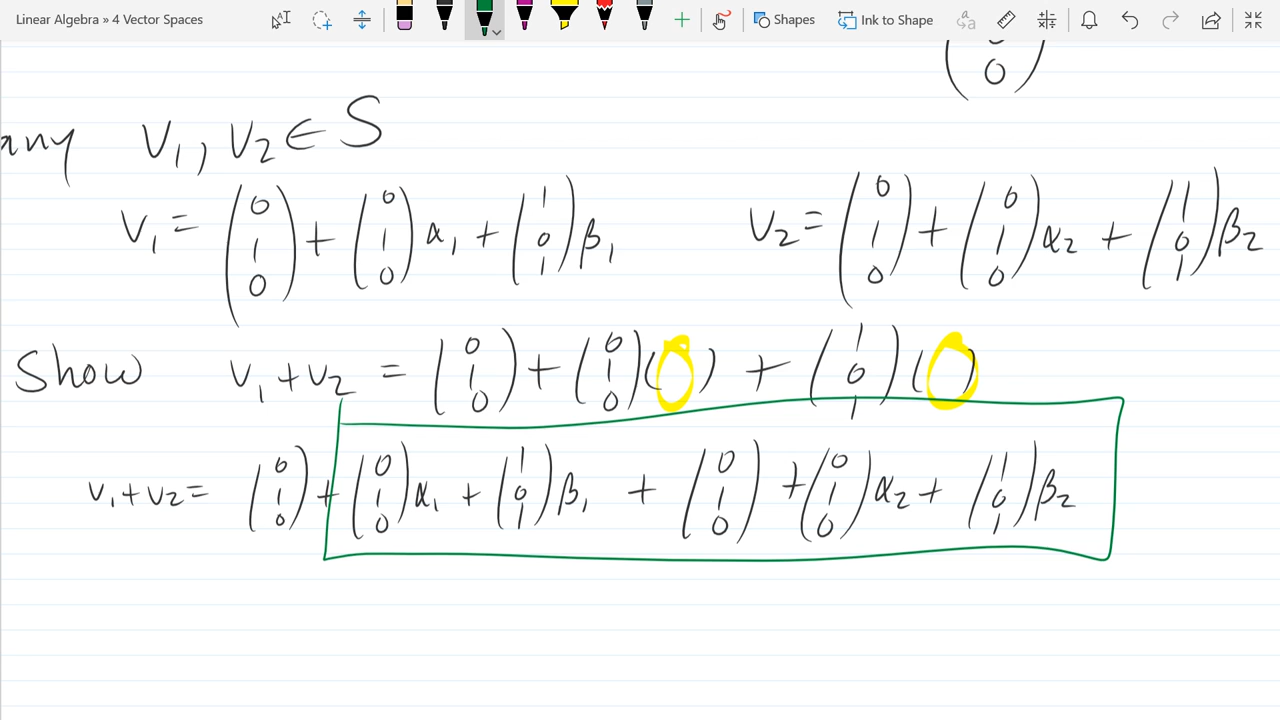 Linear Algebra » 4 Vector Spaces Shapes Ink to Shape
0
any V₁, V₂ ∈ S
V₁ = (0 1 0) + (0 1 0) α₁ + (1 0 1) β₁ V₂ = (0 1 0) + (0 1 0) α₂ + (1 0 1) β₂
Show V₁ + V₂ = (0 1 0) + (0 1 0) ( ) + (1 0 1) ( )
V₁ + V₂ = (0 1 0) + (0 1 0) α₁ + (1 0 1) β₁ + (0 1 0) + (0 1 0) α₂ + (1 0 1) β₂